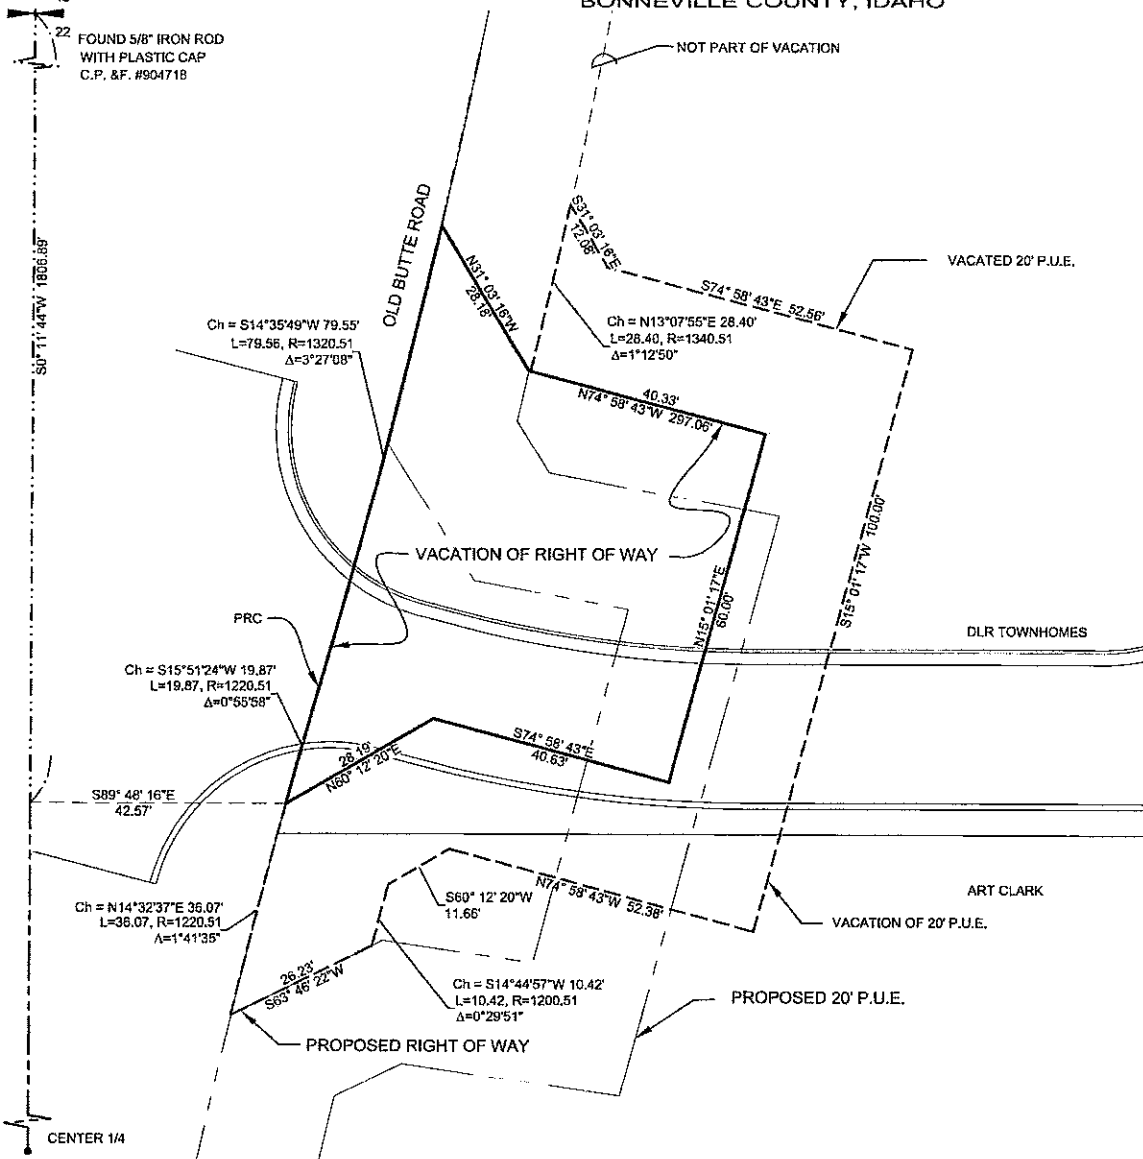 BONNEVILLE COUNTY, IDAHO
22
FOUND 5/8" IRON ROD
WITH PLASTIC CAP
C.P. &F. #904718
NOT PART OF VACATION
S0° 11' 44"W 1806.89'
OLD BUTTE ROAD
S31° 03' 16"E
12.08'
VACATED 20' P.U.E.
S74° 58' 43"E 52.56'
N31° 03' 16"W
28.18'
Ch = S14°35'49"W 79.55'
L=79.56, R=1320.51
Δ=3°27'08"
Ch = N13°07'55"E 28.40'
L=28.40, R=1340.51
Δ=1°12'50"
40.33'
N74° 58' 43"W 297.06'
S15° 01' 17"W 100.00'
VACATION OF RIGHT OF WAY
N15° 01' 17"E
60.00'
PRC
DLR TOWNHOMES
Ch = S15°51'24"W 19.87'
L=19.87, R=1220.51
Δ=0°55'58"
S74° 58' 43"E
40.63'
28.19'
N60° 12' 20"E
S89° 48' 16"E
42.57'
S60° 12' 20"W
11.66'
N74° 58' 43"W 52.38'
ART CLARK
VACATION OF 20' P.U.E.
Ch = N14°32'37"E 36.07'
L=36.07, R=1220.51
Δ=1°41'35"
26.23'
S63° 46' 22"W
Ch = S14°44'57"W 10.42'
L=10.42, R=1200.51
Δ=0°29'51"
PROPOSED 20' P.U.E.
PROPOSED RIGHT OF WAY
CENTER 1/4